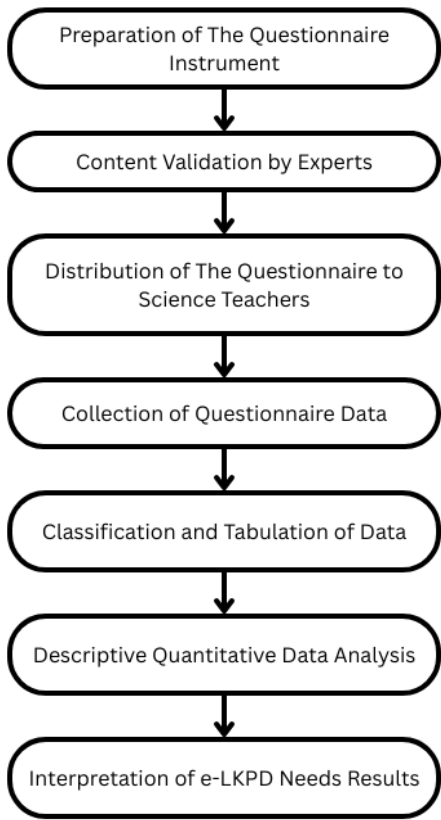 Preparation of The Questionnaire
Instrument
Content Validation by Experts
Distribution of The Questionnaire to
Science Teachers
Collection of Questionnaire Data
Classification and Tabulation of Data
Descriptive Quantitative Data Analysis
Interpretation of e-LKPD Needs Results